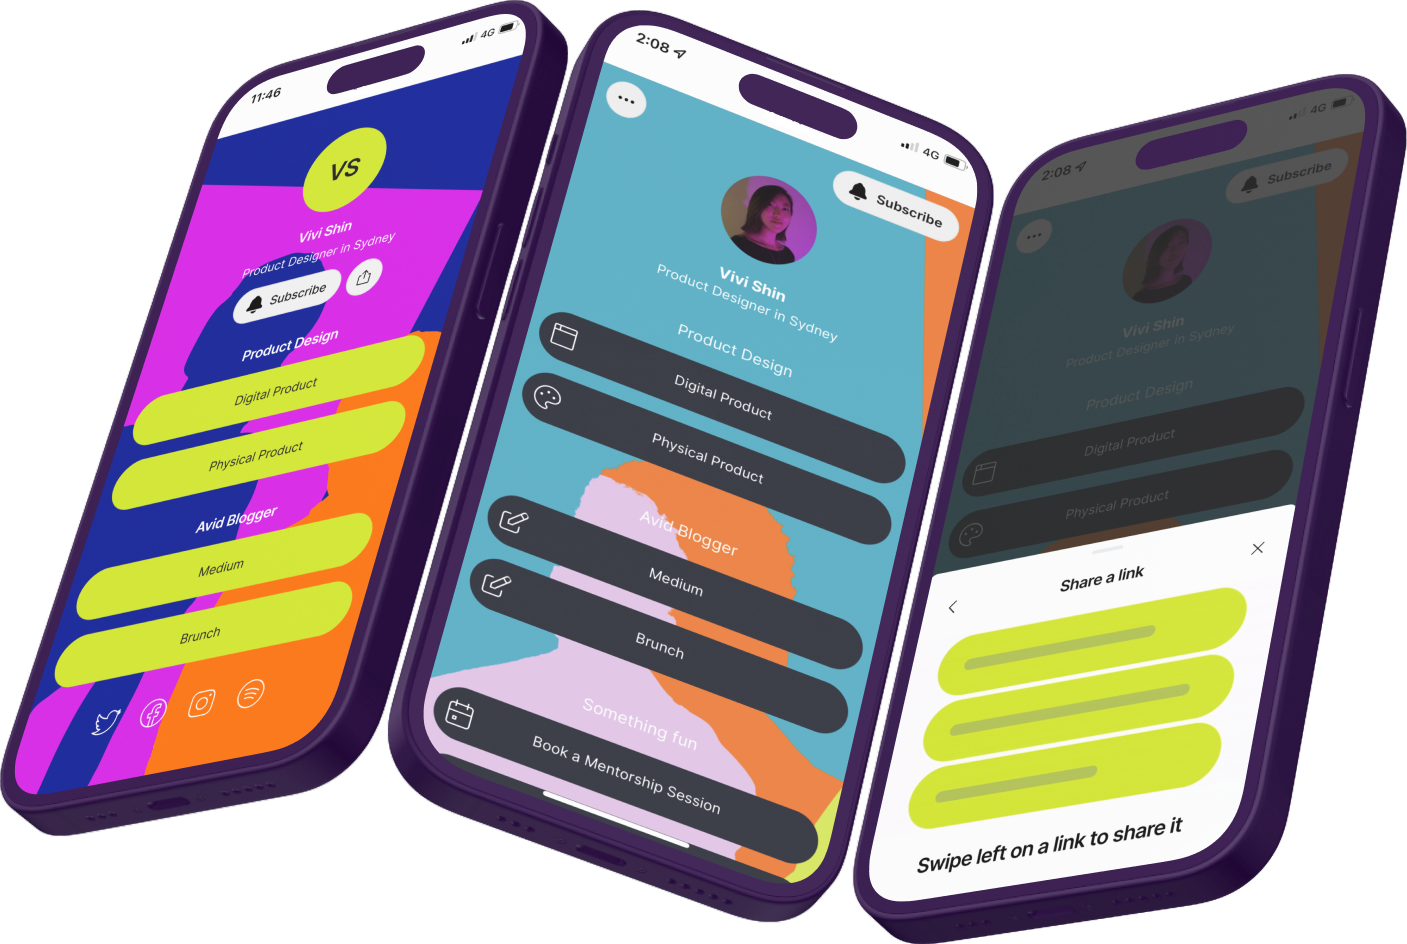 11:46
4G
VS
Vivi Shin
Product Designer in Sydney
Subscribe
Product Design
Digital Product
Physical Product
Avid Blogger
Medium
Brunch
2:08
4G
Subscribe
Vivi Shin
Product Designer in Sydney
Product Design
Digital Product
Physical Product
Avid Blogger
Medium
Brunch
Something fun
Book a Mentorship Session
2:08
4G
Subscribe
Vivi Shin
Product Designer in Sydney
Product Design
Digital Product
Physical Product
Share a link
Swipe left on a link to share it